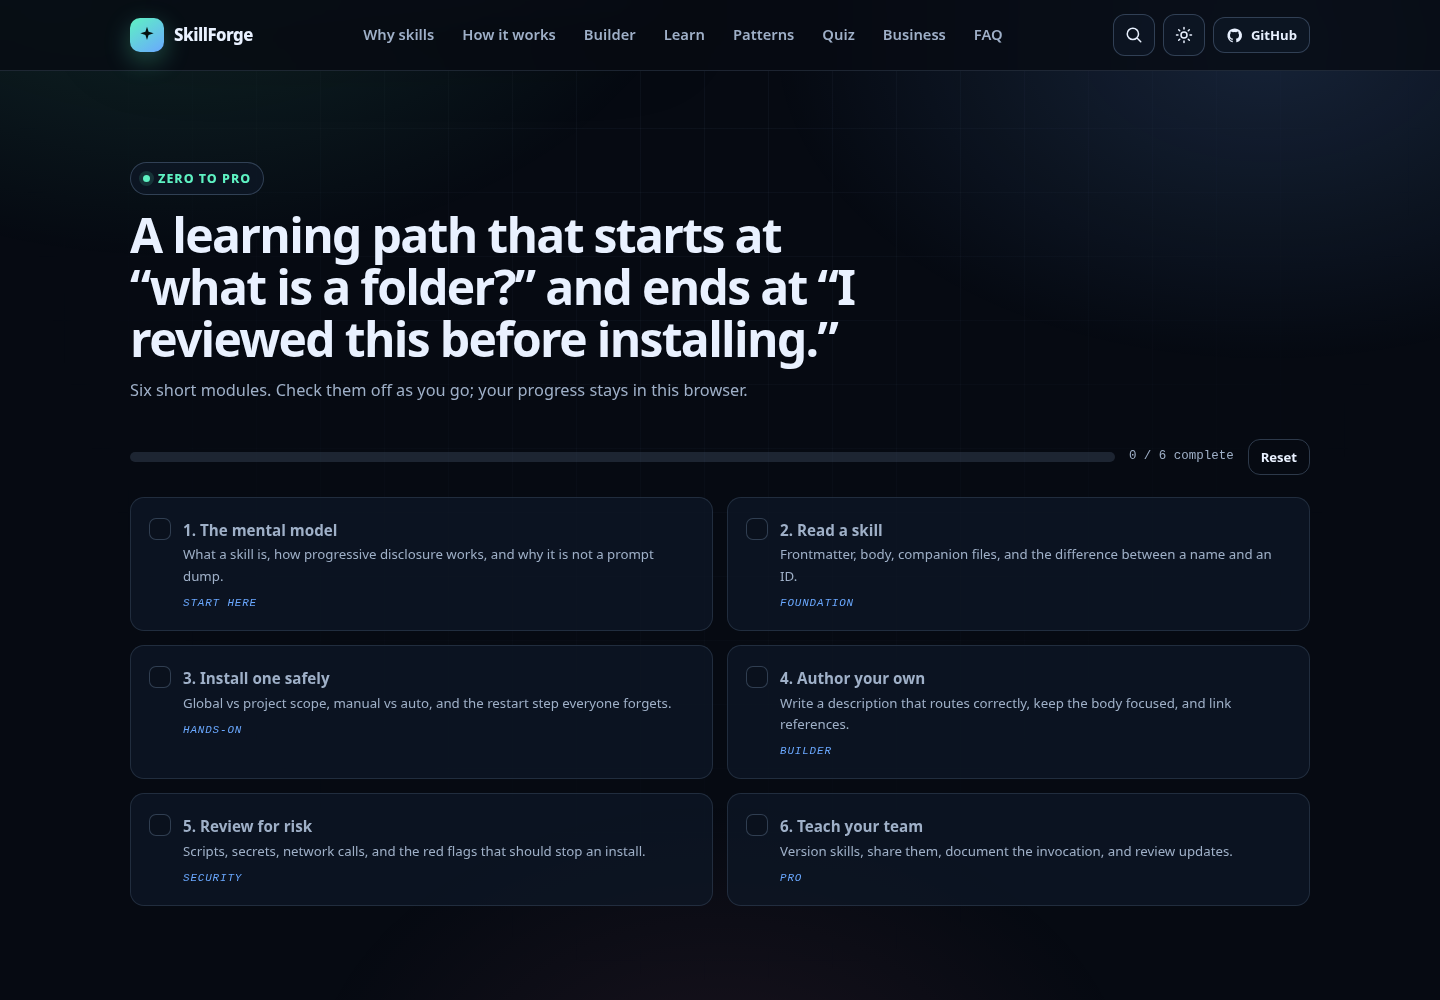 SkillForge
Why skills
How it works
Builder
Learn
Patterns
Quiz
Business
FAQ
GitHub
ZERO TO PRO
A learning path that starts at
“what is a folder?” and ends at “I
reviewed this before installing.”
Six short modules. Check them off as you go; your progress stays in this browser.
0 / 6 complete
Reset
1. The mental model
What a skill is, how progressive disclosure works, and why it is not a prompt
dump.
START HERE
2. Read a skill
Frontmatter, body, companion files, and the difference between a name and an
ID.
FOUNDATION
3. Install one safely
Global vs project scope, manual vs auto, and the restart step everyone forgets.
HANDS-ON
4. Author your own
Write a description that routes correctly, keep the body focused, and link
references.
BUILDER
5. Review for risk
Scripts, secrets, network calls, and the red flags that should stop an install.
SECURITY
6. Teach your team
Version skills, share them, document the invocation, and review updates.
PRO